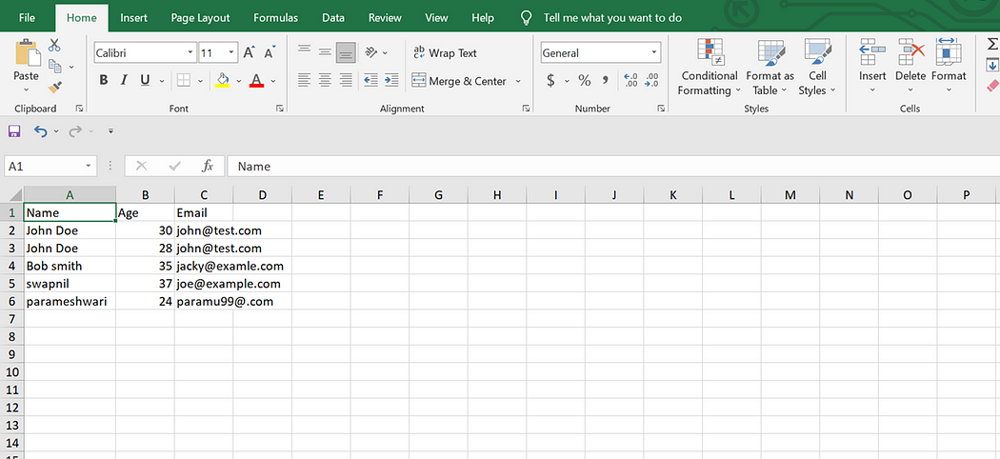 File Home Insert Page Layout Formulas Data Review View Help Tell me what you want to do
Calibri 11 A A ab Wrap Text General
Paste B I U A Merge & Center $ % , Conditional Formatting Format as Table Cell Styles Insert Delete Format
Clipboard Font Alignment Number Styles Cells
A1 fx Name
A B C D E F G H I J K L M N O P
1 Name Age Email
2 John Doe 30 john@test.com
3 John Doe 28 john@test.com
4 Bob smith 35 jacky@examle.com
5 swapnil 37 joe@example.com
6 parameshwari 24 paramu99@.com
7
8
9
10
11
12
13
14